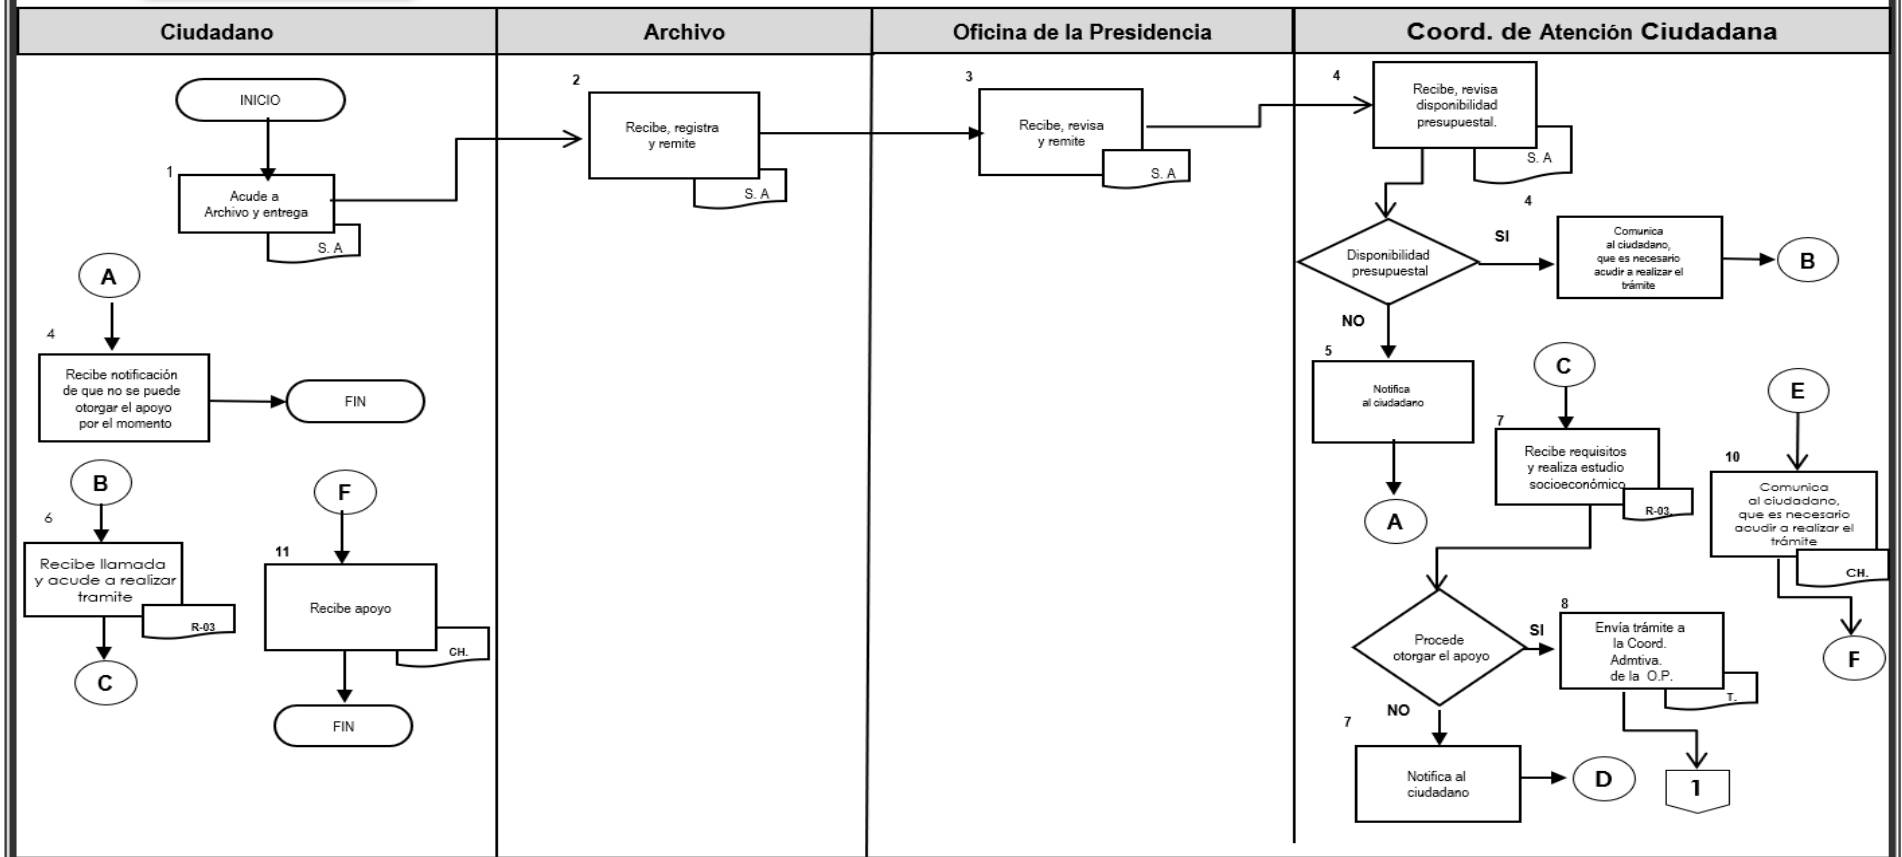 Ciudadano
Archivo
Oficina de la Presidencia
Coord. de Atención Ciudadana
INICIO
1
Acude a
Archivo y entrega
S. A
2
Recibe, registra
y remite
S. A
3
Recibe, revisa
y remite
S. A
4
Recibe, revisa
disponibilidad
presupuestal.
S. A
Disponibilidad
presupuestal
SI
4
Comunica
al ciudadano,
que es necesario
acudir a realizar el
trámite
B
NO
5
Notifica
al ciudadano
A
A
4
Recibe notificación
de que no se puede
otorgar el apoyo
por el momento
FIN
B
6
Recibe llamada
y acude a realizar
tramite
R-03
C
F
11
Recibe apoyo
CH.
FIN
C
7
Recibe requisitos
y realiza estudio
socioeconómico
R-03.
Procede
otorgar el apoyo
SI
8
Envía trámite a
la Coord.
Admtiva.
de la O.P.
T.
1
NO
7
Notifica al
ciudadano
D
E
10
Comunica
al ciudadano,
que es necesario
acudir a realizar el
trámite
CH.
F